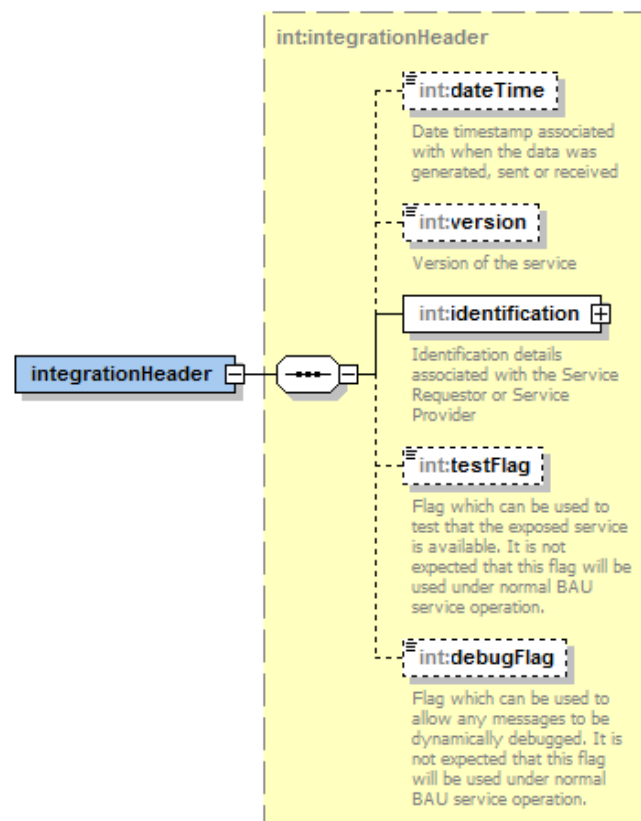 int:integrationHeader
int:dateTime
Date timestamp associated
with when the data was
generated, sent or received
int:version
Version of the service
int:identification
Identification details
associated with the Service
Requestor or Service
Provider
integrationHeader
int:testFlag
Flag which can be used to
test that the exposed service
is available. It is not
expected that this flag will be
used under normal BAU
service operation.
int:debugFlag
Flag which can be used to
allow any messages to be
dynamically debugged. It is
not expected that this flag
will be used under normal
BAU service operation.